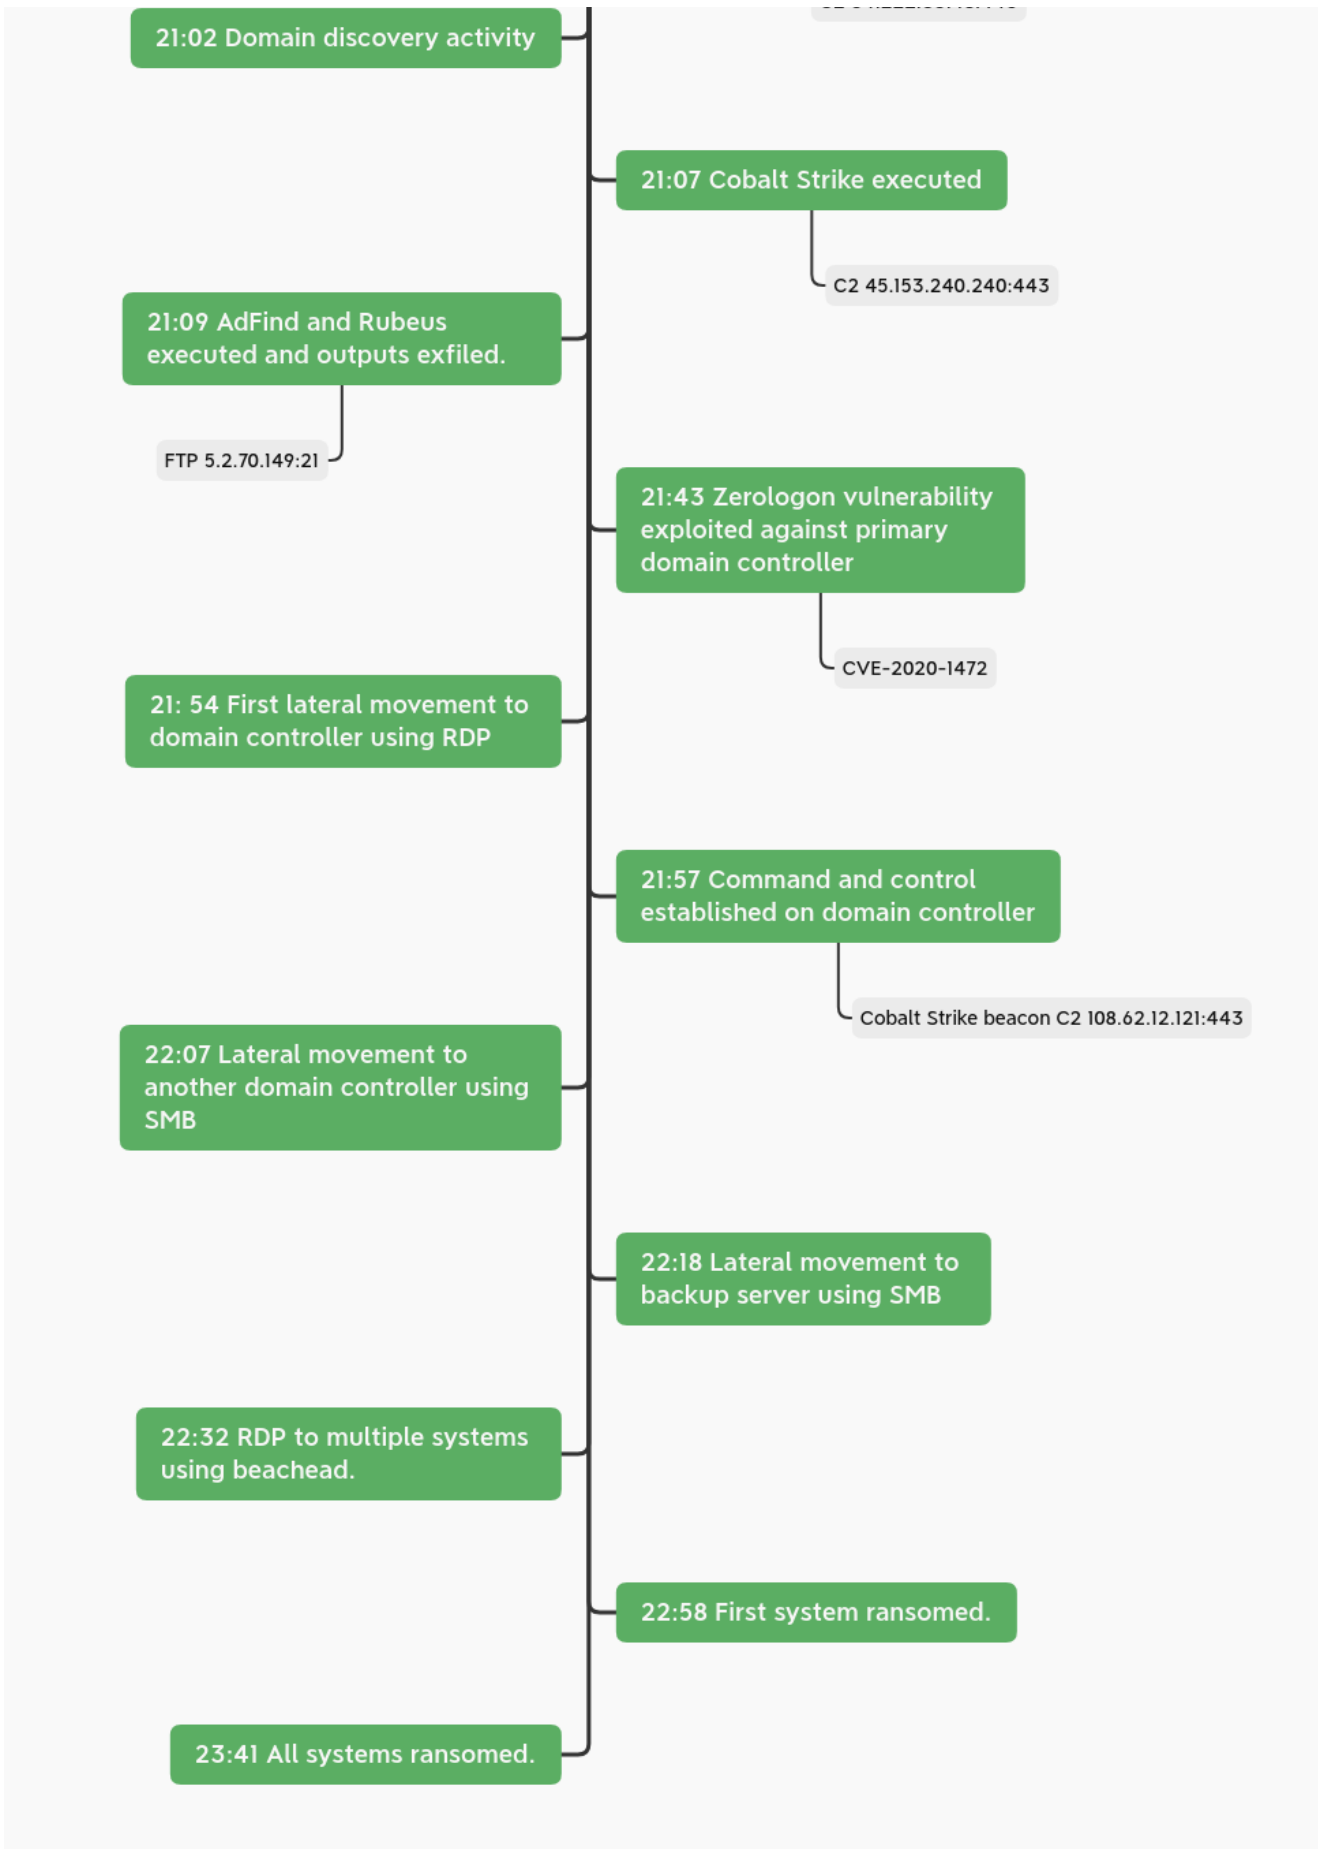 21:02 Domain discovery activity
21:07 Cobalt Strike executed
C2 45.153.240.240:443
21:09 AdFind and Rubeus
executed and outputs exfiled.
FTP 5.2.70.149:21
21:43 Zerologon vulnerability
exploited against primary
domain controller
CVE-2020-1472
21: 54 First lateral movement to
domain controller using RDP
21:57 Command and control
established on domain controller
Cobalt Strike beacon C2 108.62.12.121:443
22:07 Lateral movement to
another domain controller using
SMB
22:18 Lateral movement to
backup server using SMB
22:32 RDP to multiple systems
using beachead.
22:58 First system ransomed.
23:41 All systems ransomed.